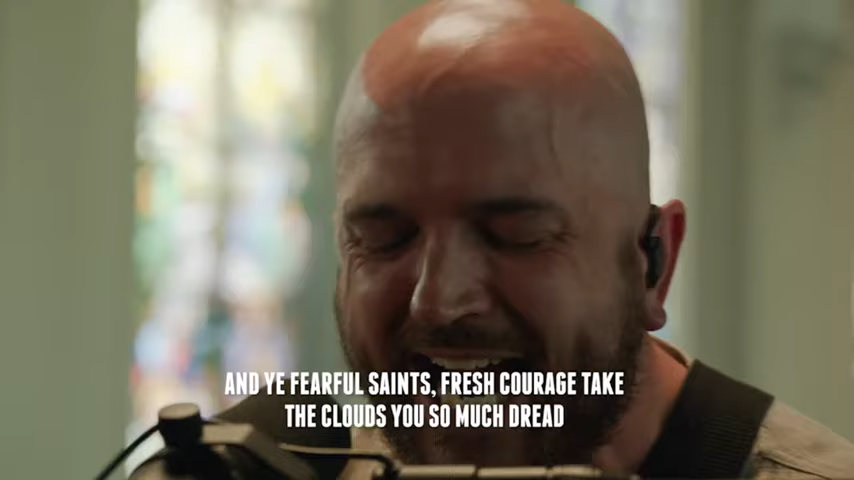 AND YE FEARFUL SAINTS, FRESH COURAGE TAKE
THE CLOUDS YOU SO MUCH DREAD